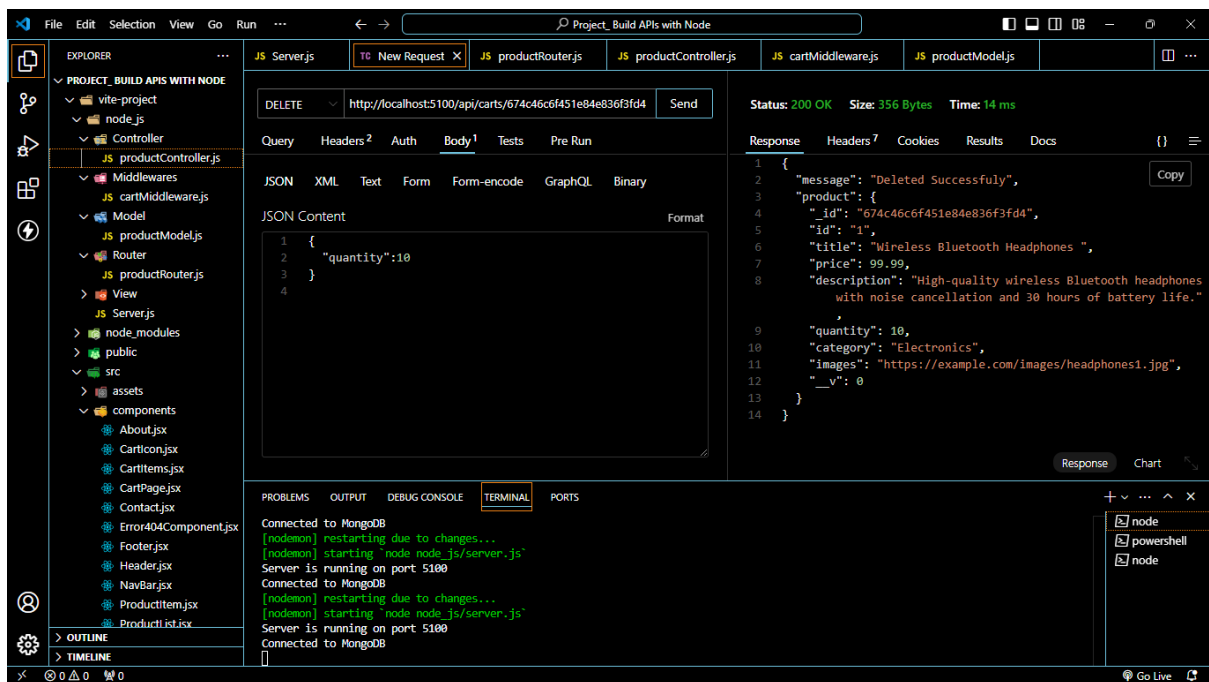 File Edit Selection View Go Run ···
Project_ Build APIs with Node
EXPLORER ···
PROJECT_BUILD APIS WITH NODE
vite-project
node_js
Controller
JS productController.js
Middlewares
JS cartMiddleware.js
Model
JS productModel.js
Router
JS productRouter.js
View
JS Server.js
node_modules
public
src
assets
components
About.jsx
CartIcon.jsx
CartItems.jsx
CartPage.jsx
Contact.jsx
Error404Component.jsx
Footer.jsx
Header.jsx
NavBar.jsx
ProductItem.jsx
ProductList.jsx
OUTLINE
TIMELINE
JS Server.js TC New Request JS productRouter.js JS productController.js JS cartMiddleware.js JS productModel.js ···
DELETE http://localhost:5100/api/carts/674c46c6f451e84e836f3fd4 Send
Query Headers 2 Auth Body 1 Tests Pre Run
JSON XML Text Form Form-encode GraphQL Binary
JSON Content Format
1 {
2 "quantity":10
3 }
4
Status: 200 OK Size: 356 Bytes Time: 14 ms
Response Headers 7 Cookies Results Docs {}
Copy
1 {
2 "message": "Deleted Successfuly",
3 "product": {
4 "_id": "674c46c6f451e84e836f3fd4",
5 "id": "1",
6 "title": "Wireless Bluetooth Headphones ",
7 "price": 99.99,
8 "description": "High-quality wireless Bluetooth headphones
with noise cancellation and 30 hours of battery life."
,
9 "quantity": 10,
10 "category": "Electronics",
11 "images": "https://example.com/images/headphones1.jpg",
12 "__v": 0
13 }
14 }
Response Chart
PROBLEMS OUTPUT DEBUG CONSOLE TERMINAL PORTS
Connected to MongoDB
[nodemon] restarting due to changes...
[nodemon] starting `node node_js/server.js`
Server is running on port 5100
Connected to MongoDB
[nodemon] restarting due to changes...
[nodemon] starting `node node_js/server.js`
Server is running on port 5100
Connected to MongoDB
node
powershell
node
0 0 0 Go Live